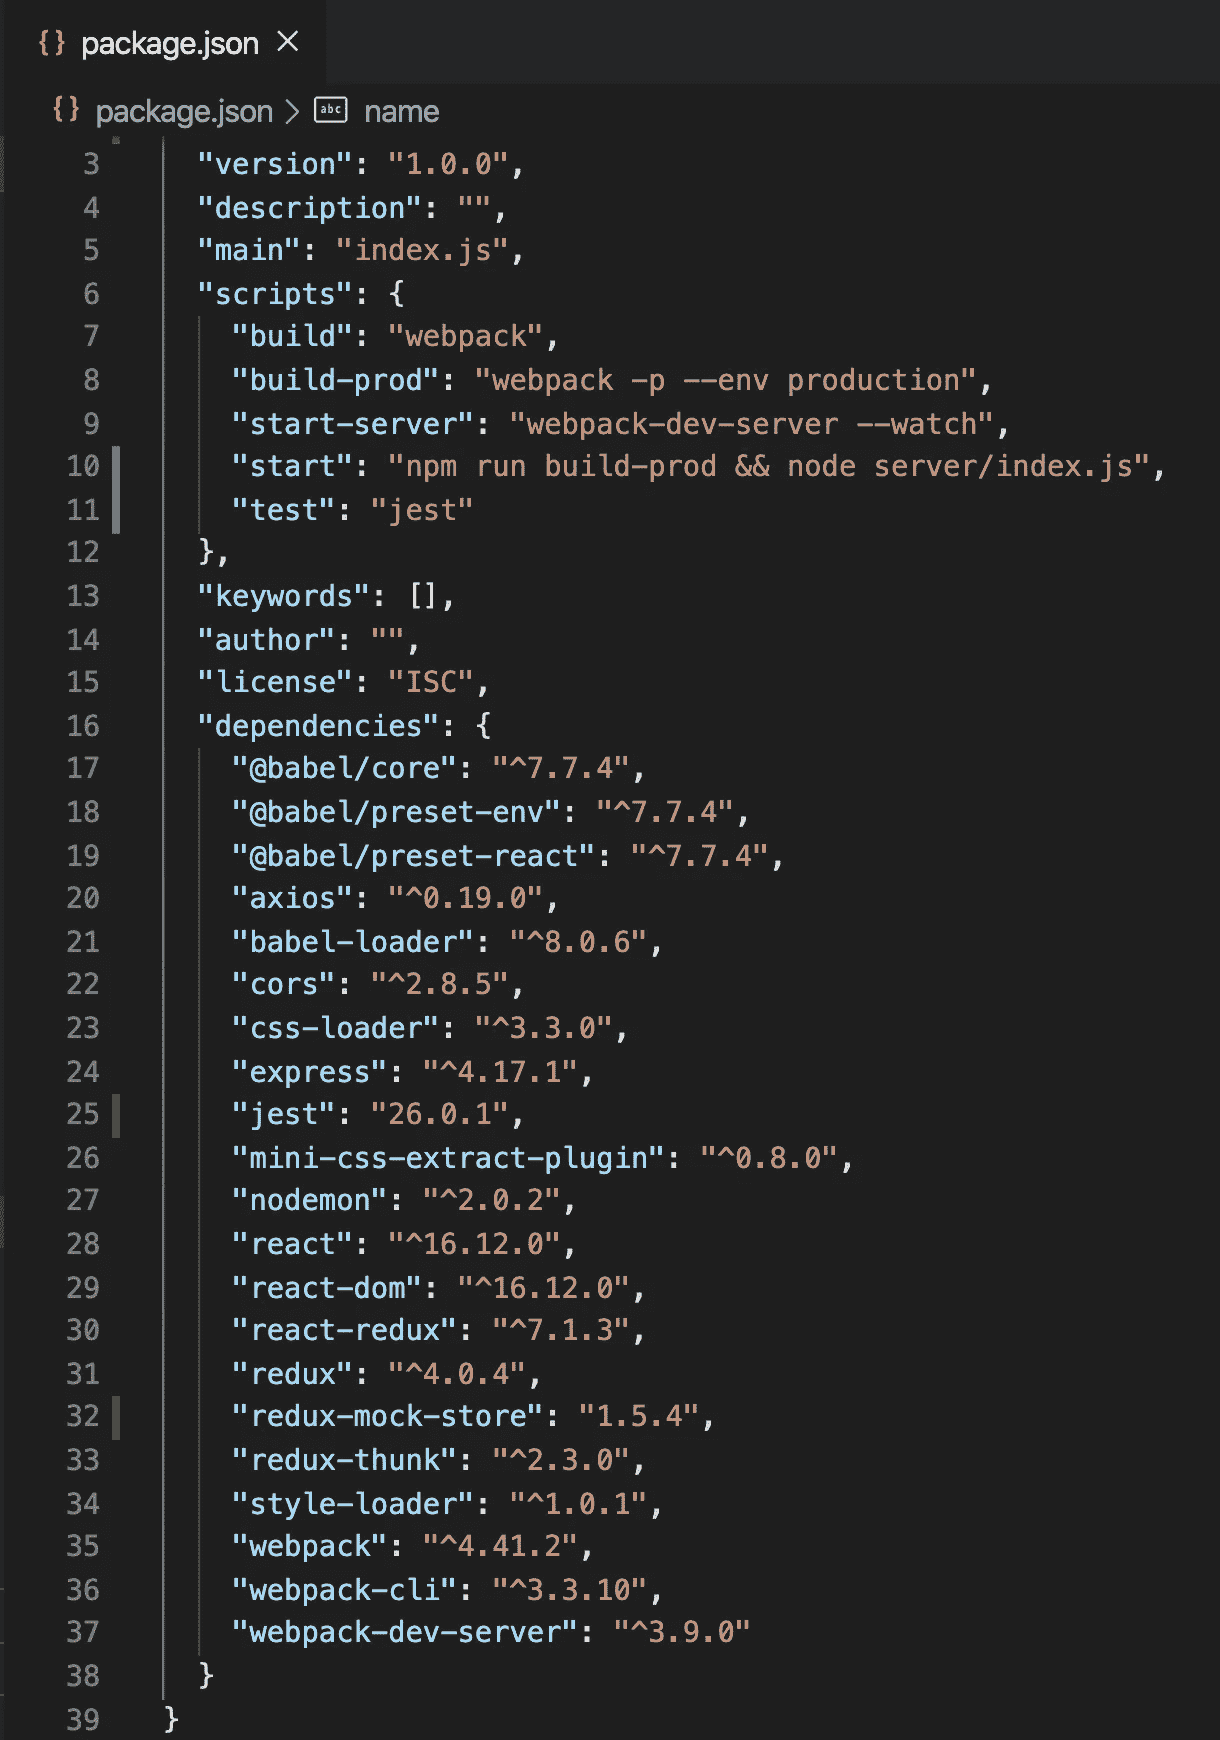 {} package.json ×
{} package.json > abc name
3 "version": "1.0.0",
4 "description": "",
5 "main": "index.js",
6 "scripts": {
7 "build": "webpack",
8 "build-prod": "webpack -p --env production",
9 "start-server": "webpack-dev-server --watch",
10 "start": "npm run build-prod && node server/index.js",
11 "test": "jest"
12 },
13 "keywords": [],
14 "author": "",
15 "license": "ISC",
16 "dependencies": {
17 "@babel/core": "^7.7.4",
18 "@babel/preset-env": "^7.7.4",
19 "@babel/preset-react": "^7.7.4",
20 "axios": "^0.19.0",
21 "babel-loader": "^8.0.6",
22 "cors": "^2.8.5",
23 "css-loader": "^3.3.0",
24 "express": "^4.17.1",
25 "jest": "26.0.1",
26 "mini-css-extract-plugin": "^0.8.0",
27 "nodemon": "^2.0.2",
28 "react": "^16.12.0",
29 "react-dom": "^16.12.0",
30 "react-redux": "^7.1.3",
31 "redux": "^4.0.4",
32 "redux-mock-store": "1.5.4",
33 "redux-thunk": "^2.3.0",
34 "style-loader": "^1.0.1",
35 "webpack": "^4.41.2",
36 "webpack-cli": "^3.3.10",
37 "webpack-dev-server": "^3.9.0"
38 }
39 }